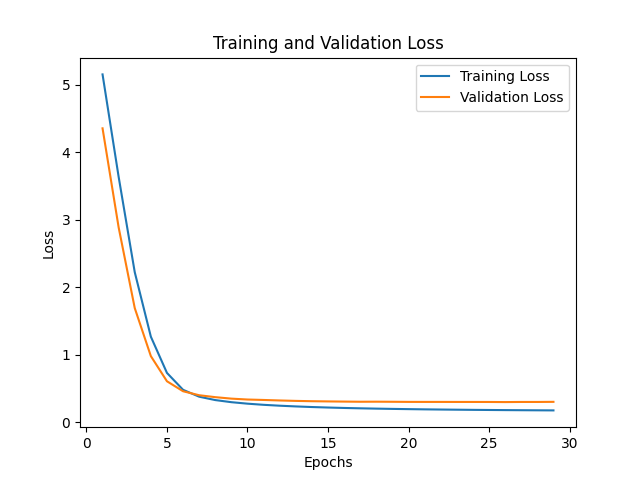 Training and Validation Loss
Training Loss
Validation Loss
Loss
5
4
3
2
1
0
0 5 10 15 20 25 30
Epochs